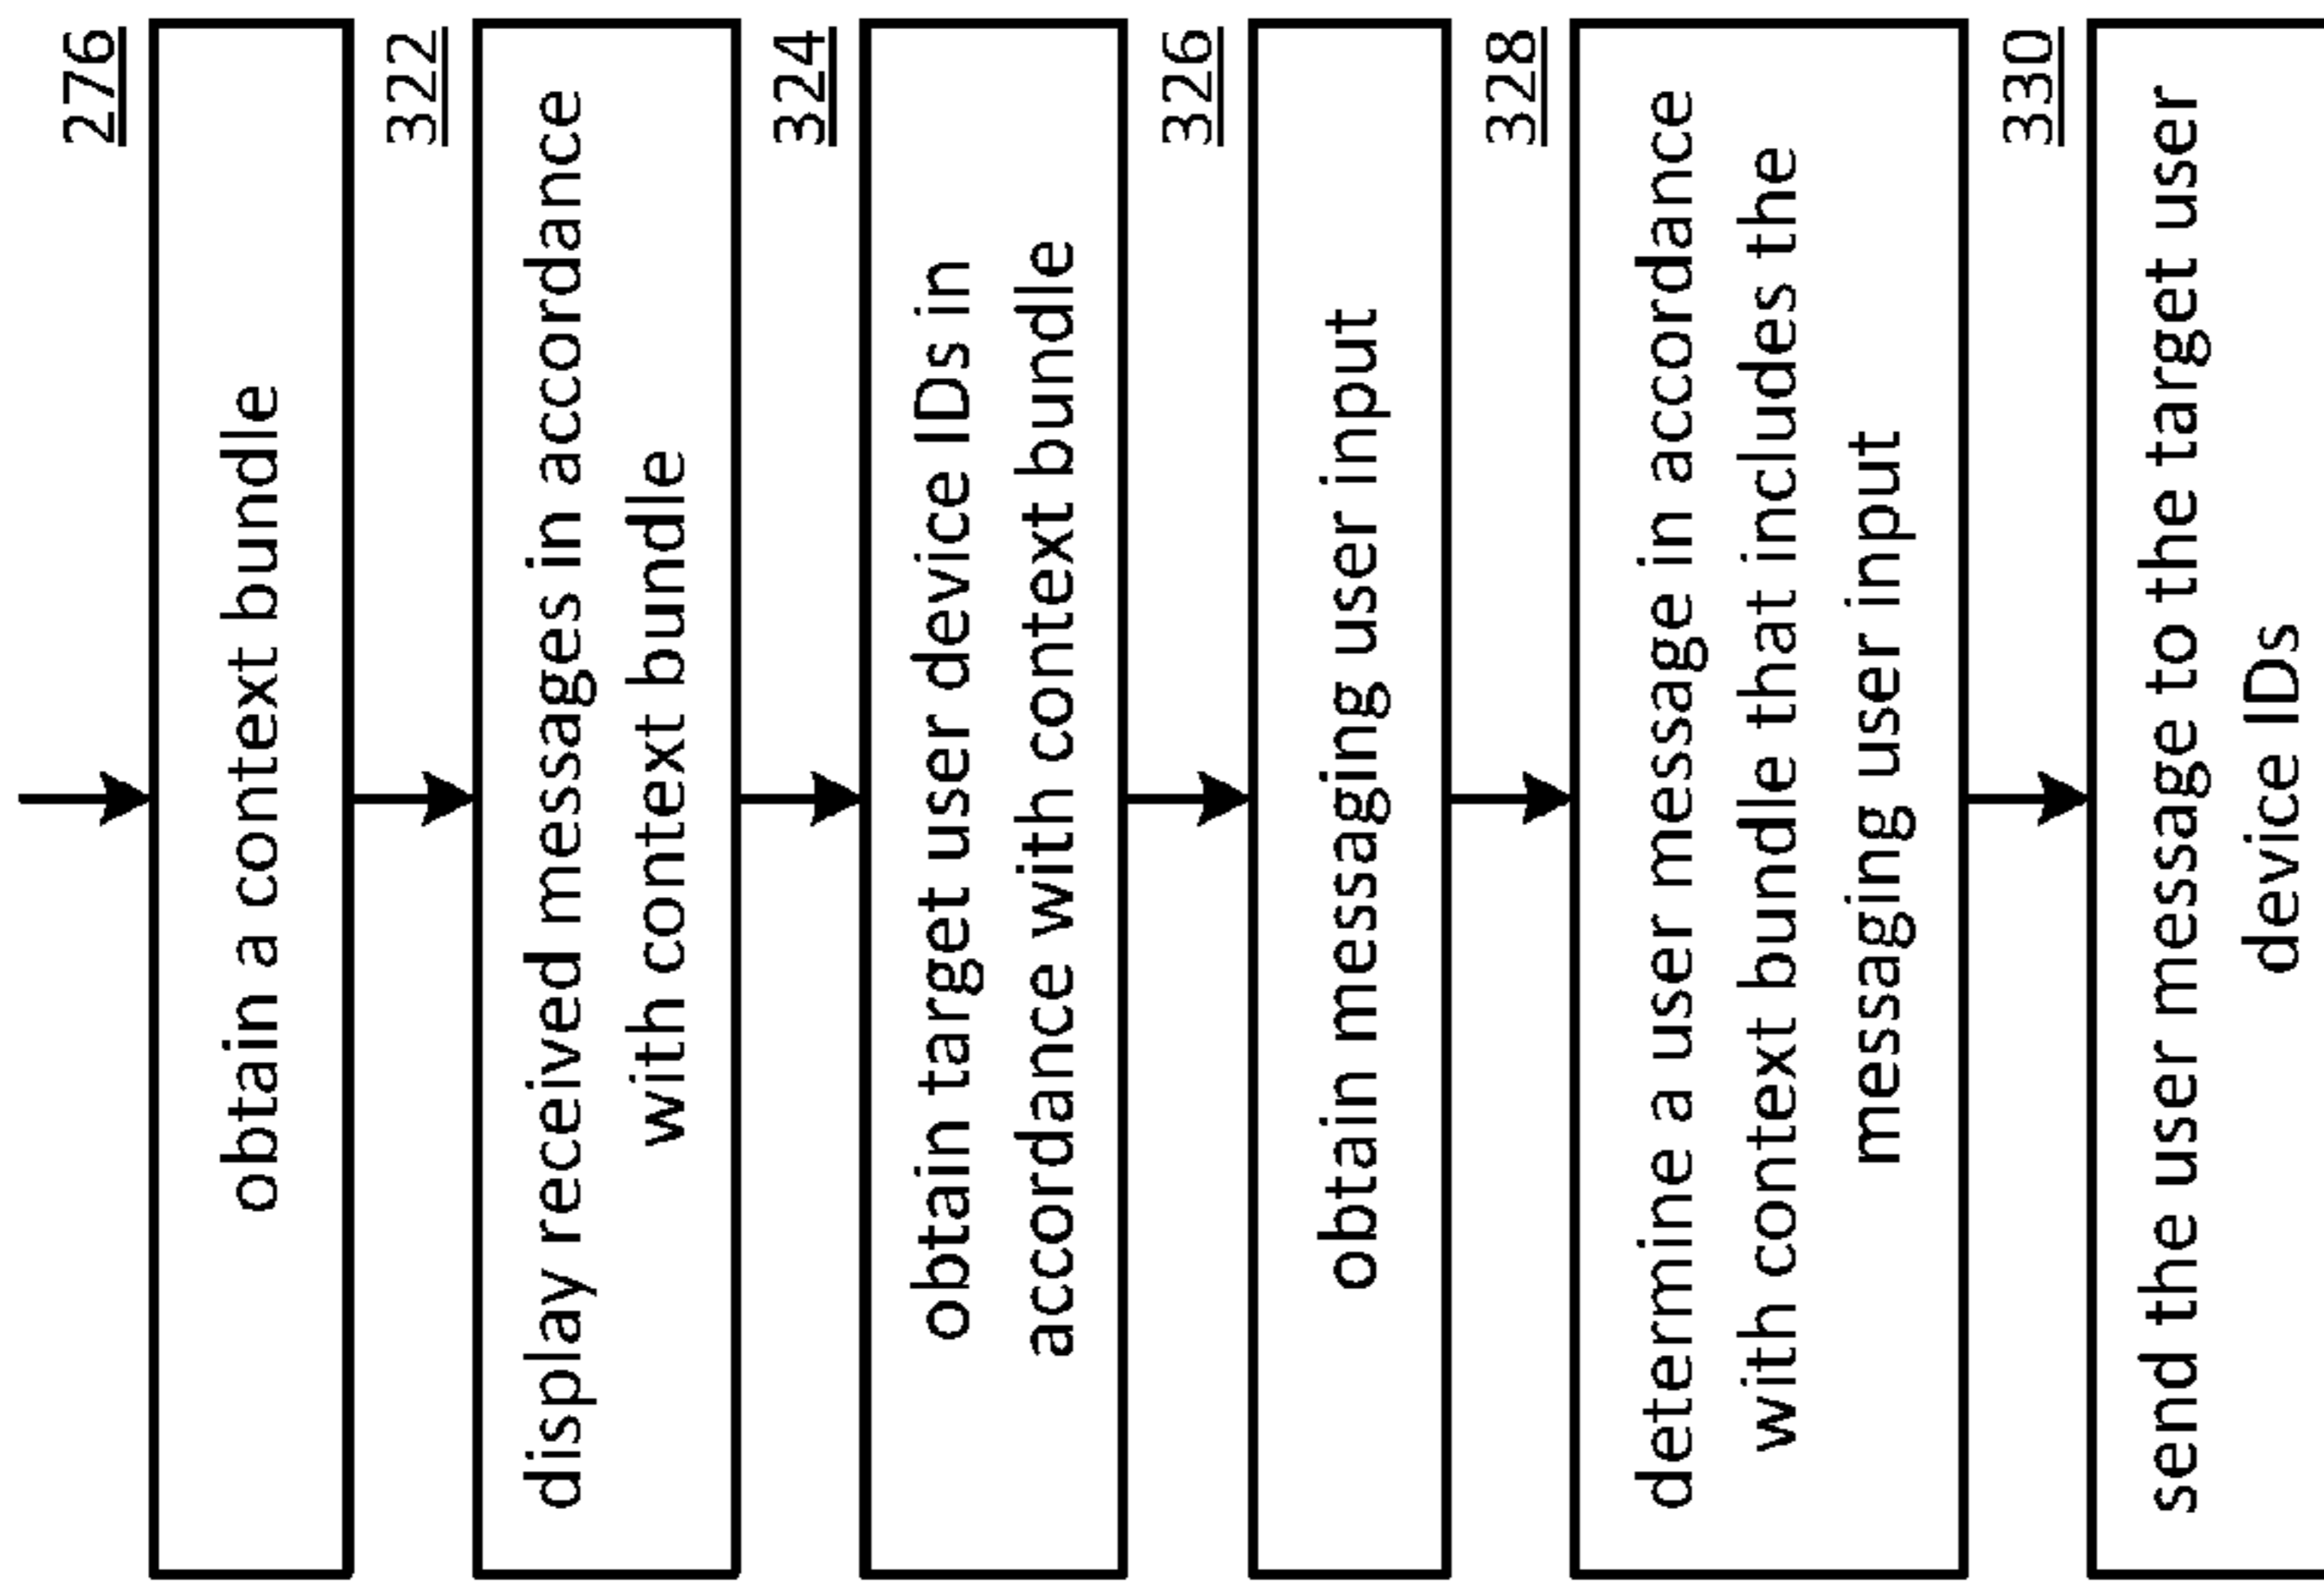 276
obtain a context bundle
322
display received messages in accordance
with context bundle
324
obtain target user device IDs in
accordance with context bundle
326
obtain messaging user input
328
determine a user message in accordance
with context bundle that includes the
messaging user input
330
send the user message to the target user
device IDs